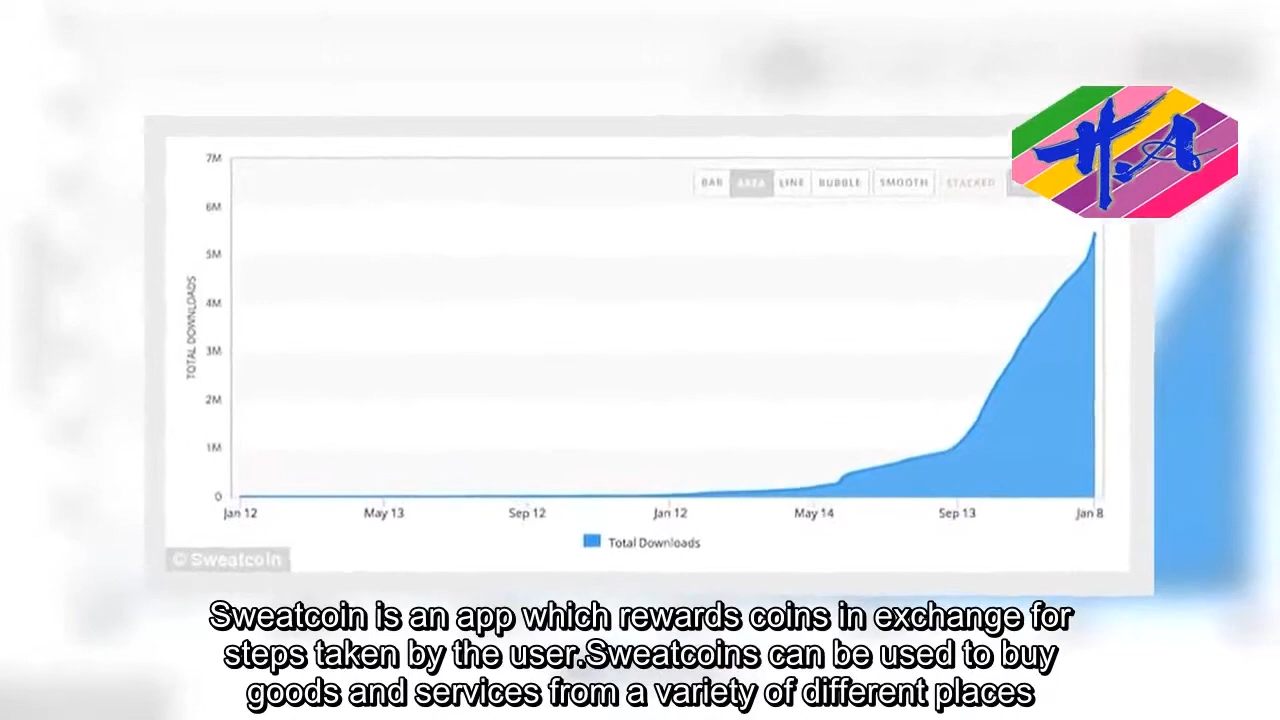 7M
BAR AREA LINE BUBBLE SMOOTH STACKED
6M
5M
4M
3M
2M
1M
0
TOTAL DOWNLOADS
Jan 12 May 13 Sep 12 Jan 12 May 14 Sep 13 Jan 8
Total Downloads
© Sweatcoin
H.A
Sweatcoin is an app which rewards coins in exchange for
steps taken by the user.Sweatcoins can be used to buy
goods and services from a variety of different places